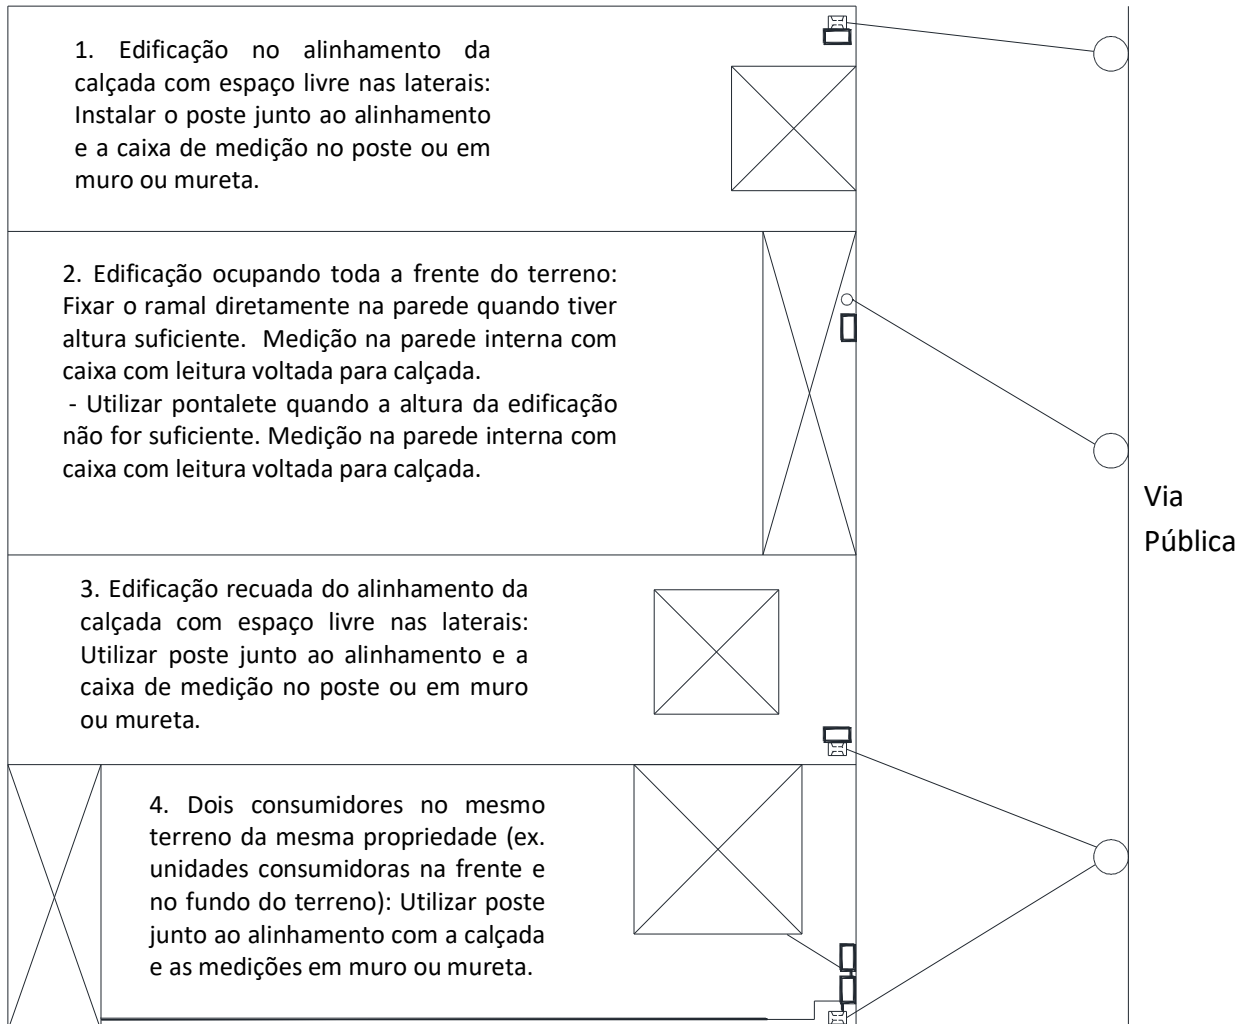 1. Edificação no alinhamento da
calçada com espaço livre nas laterais:
Instalar o poste junto ao alinhamento
e a caixa de medição no poste ou em
muro ou mureta.
2. Edificação ocupando toda a frente do terreno:
Fixar o ramal diretamente na parede quando tiver
altura suficiente. Medição na parede interna com
caixa com leitura voltada para calçada.
- Utilizar pontalete quando a altura da edificação
não for suficiente. Medição na parede interna com
caixa com leitura voltada para calçada.
Via
Pública
3. Edificação recuada do alinhamento da
calçada com espaço livre nas laterais:
Utilizar poste junto ao alinhamento e a
caixa de medição no poste ou em muro
ou mureta.
4. Dois consumidores no mesmo
terreno da mesma propriedade (ex.
unidades consumidoras na frente e
no fundo do terreno): Utilizar poste
junto ao alinhamento com a calçada
e as medições em muro ou mureta.